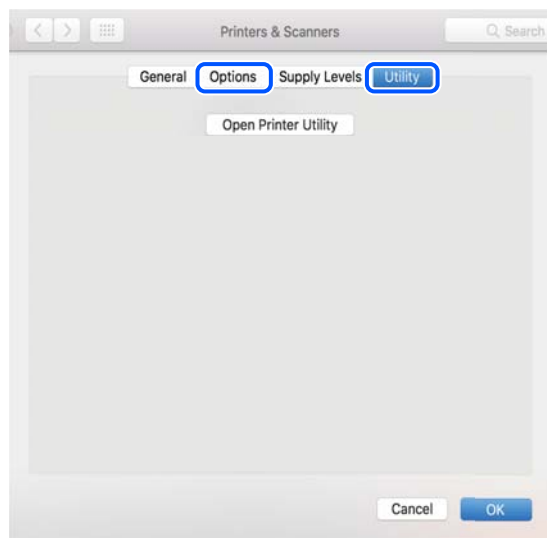 Printers & Scanners
Search
General Options Supply Levels Utility
Open Printer Utility
Cancel OK